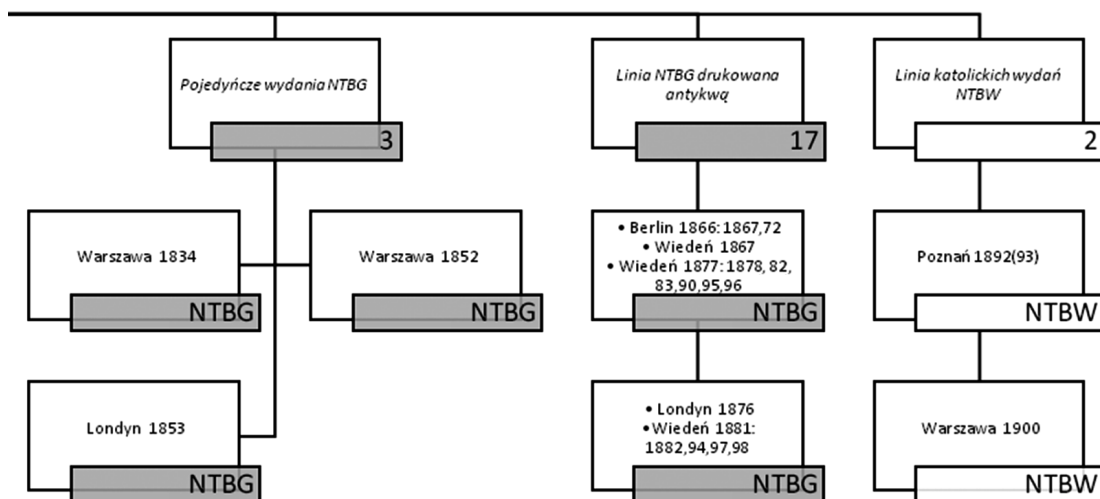 Pojedyńcze wydania NTBG
3
Warszawa 1834
NTBG
Warszawa 1852
NTBG
Londyn 1853
NTBG
Linia NTBG drukowana
antykwą
17
• Berlin 1866: 1867,72
• Wiedeń 1867
• Wiedeń 1877: 1878, 82,
83,90,95,96
NTBG
• Londyn 1876
• Wiedeń 1881:
1882,94,97,98
NTBG
Linia katolickich wydań
NTBW
2
Poznań 1892(93)
NTBW
Warszawa 1900
NTBW